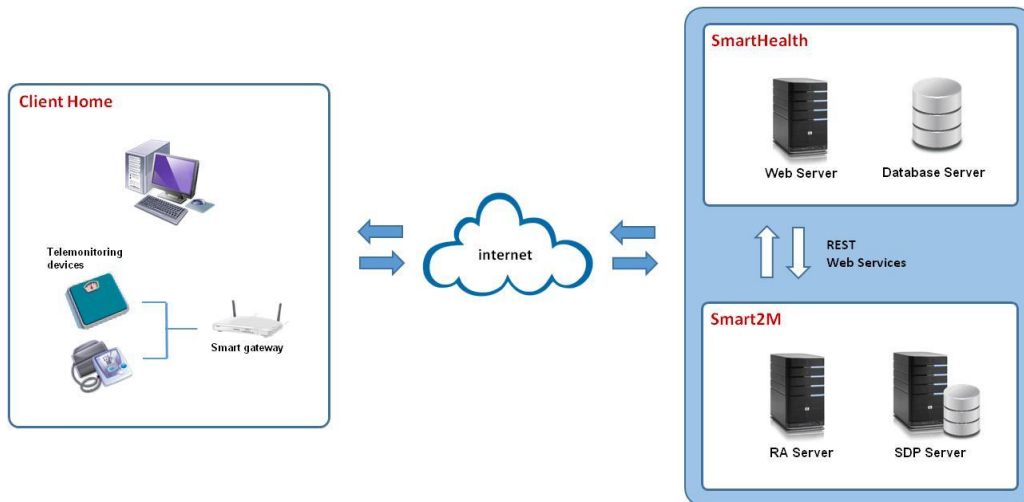 Client Home
Telemonitoring
devices
Smart gateway
internet
SmartHealth
Web Server
Database Server
REST
Web Services
Smart2M
RA Server
SDP Server